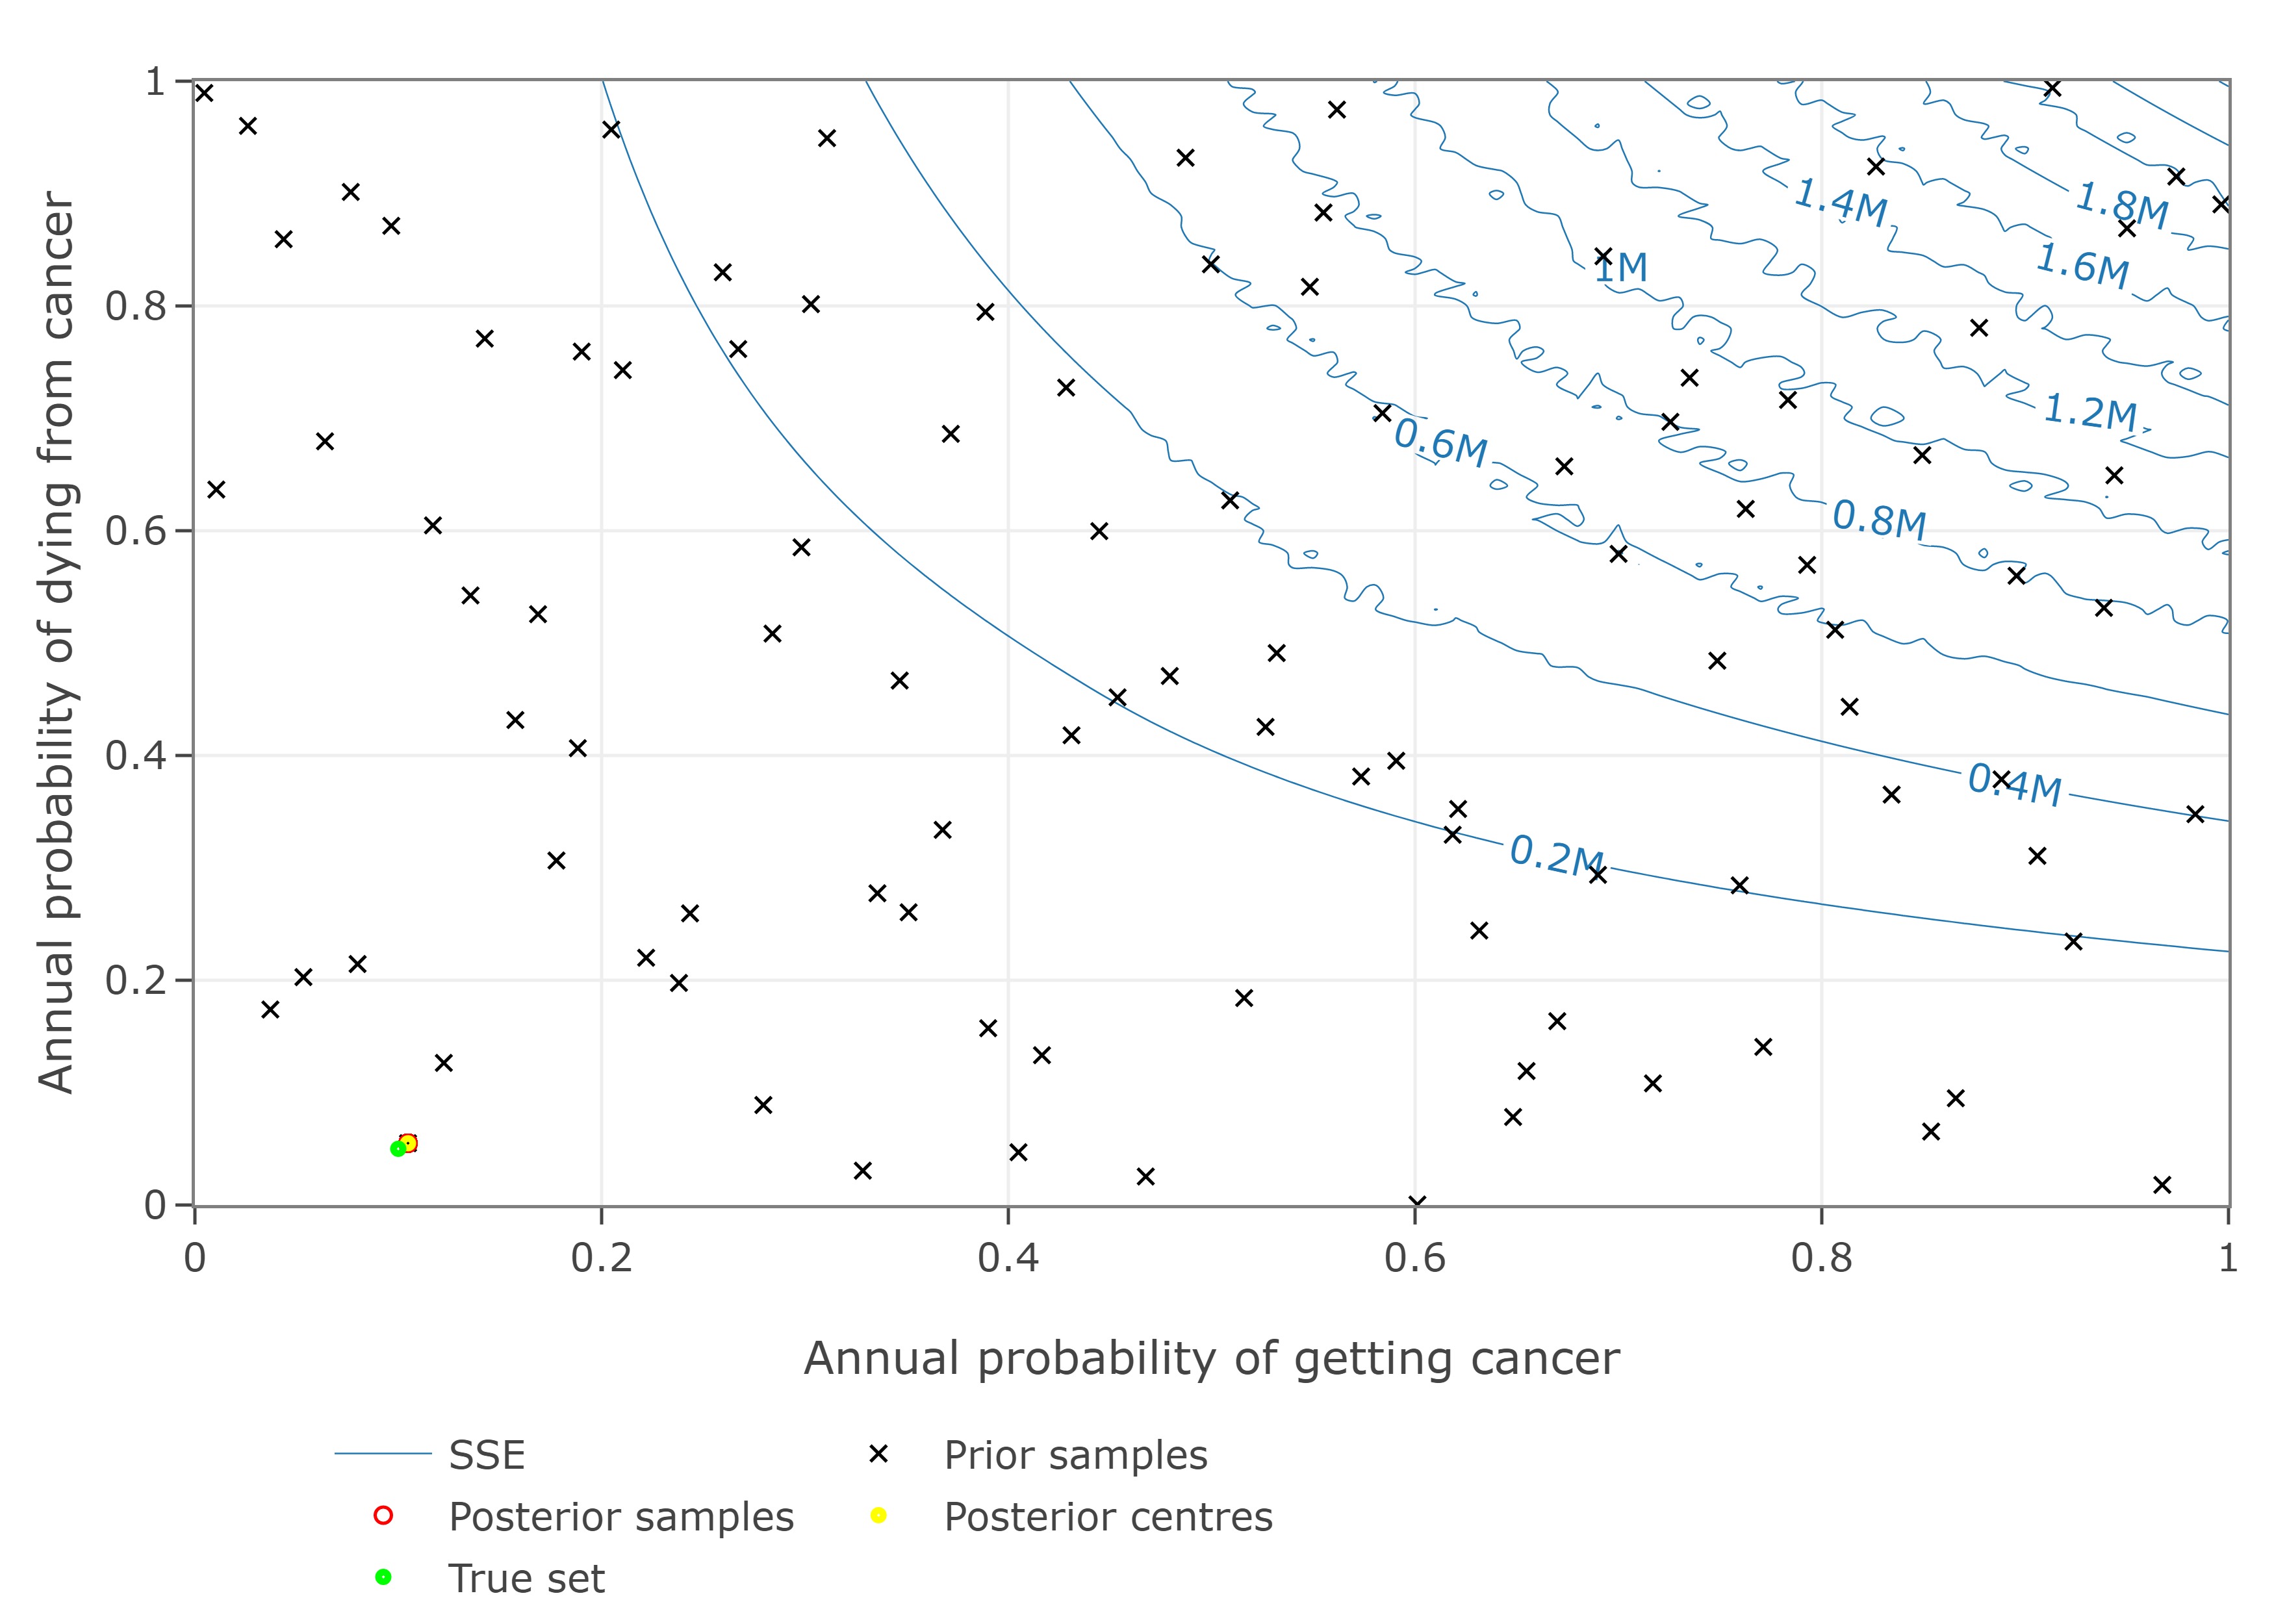 Annual probability of dying from cancer
1
0.8
0.6
0.4
0.2
0
1.4M
1.8M
1M
1.6M
1.2M
0.6M
0.8M
0.4M
0.2M
0 0.2 0.4 0.6 0.8 1
Annual probability of getting cancer
SSE Prior samples
Posterior samples Posterior centres
True set